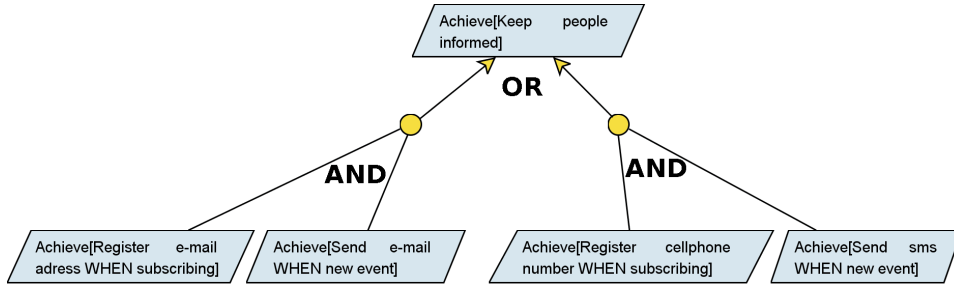 Achieve[Keep people
informed]
OR
AND
AND
Achieve[Register e-mail
adress WHEN subscribing]
Achieve[Send e-mail
WHEN new event]
Achieve[Register cellphone
number WHEN subscribing]
Achieve[Send sms
WHEN new event]